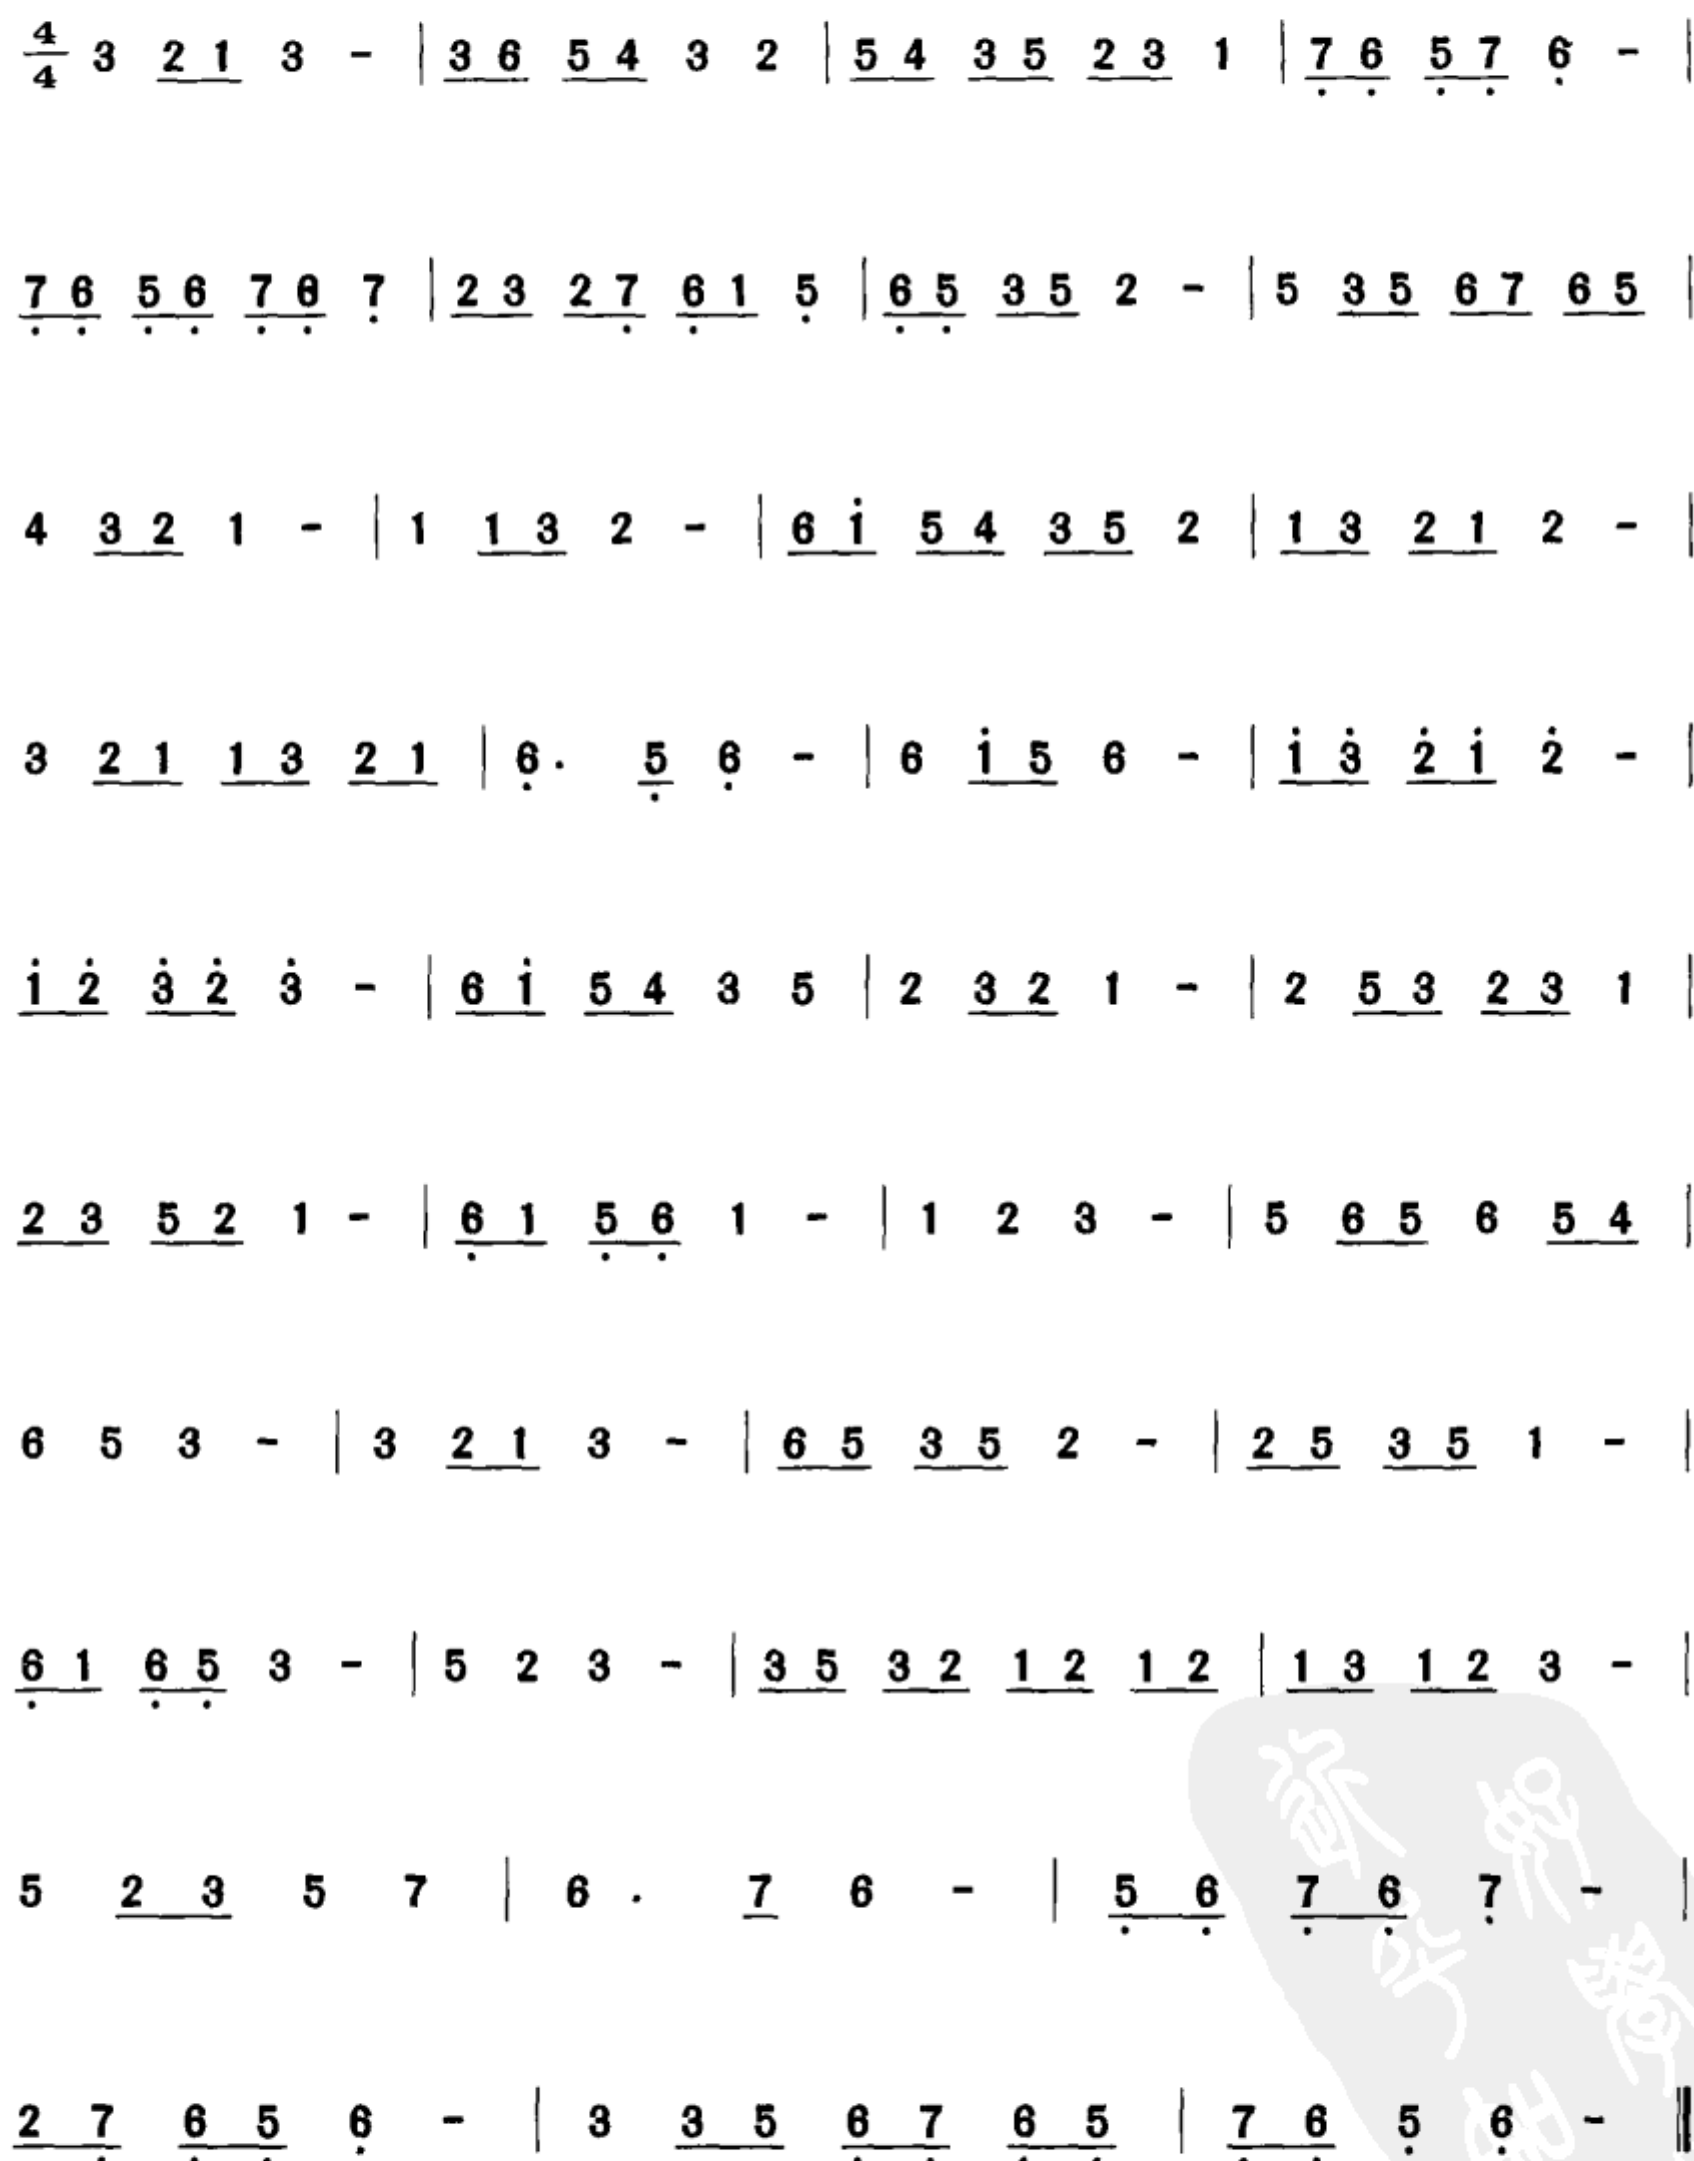 4/4 3 2 1 3 - | 3 6 5 4 3 2 | 5 4 3 5 2 3 1 | 7̣ 6̣ 5̣ 7̣ 6̣ - |
7̣ 6̣ 5̣ 6̣ 7̣ 6̣ 7̣ | 2 3 2 7̣ 6̣ 1 5̣ | 6̣ 5̣ 3 5 2 - | 5 3 5 6 7 6 5 |
4 3 2 1 - | 1 1 3 2 - | 6 1̇ 5 4 3 5 2 | 1 3 2 1 2 - |
3 2 1 1 3 2 1 | 6̣ . 5̣ 6̣ - | 6 1̇ 5 6 - | 1̇ 3̇ 2̇ 1̇ 2̇ - |
1̇ 2̇ 3̇ 2̇ 3̇ - | 6 1̇ 5 4 3 5 | 2 3 2 1 - | 2 5 3 2 3 1 |
2 3 5 2 1 - | 6̣ 1 5̣ 6̣ 1 - | 1 2 3 - | 5 6 5 6 5 4 |
6 5 3 - | 3 2 1 3 - | 6 5 3 5 2 - | 2 5 3 5 1 - |
6̣ 1 6̣ 5̣ 3 - | 5 2 3 - | 3 5 3 2 1 2 1 2 | 1 3 1 2 3 - |
5 2 3 5 7 | 6 . 7 6 - | 5̣ 6̣ 7̣ 6̣ 7̣ - |
2 7̣ 6̣ 5̣ 6̣ - | 3 3 5 6̣ 7̣ 6̣ 5̣ | 7̣ 6̣ 5̣ 6̣ - ‖